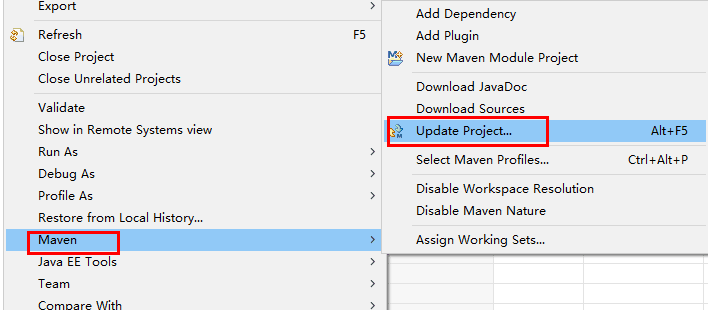 Export
Refresh F5
Close Project
Close Unrelated Projects
Validate
Show in Remote Systems view
Run As
Debug As
Profile As
Restore from Local History...
Maven
Java EE Tools
Team
Compare With
Add Dependency
Add Plugin
New Maven Module Project
Download JavaDoc
Download Sources
Update Project... Alt+F5
Select Maven Profiles... Ctrl+Alt+P
Disable Workspace Resolution
Disable Maven Nature
Assign Working Sets...